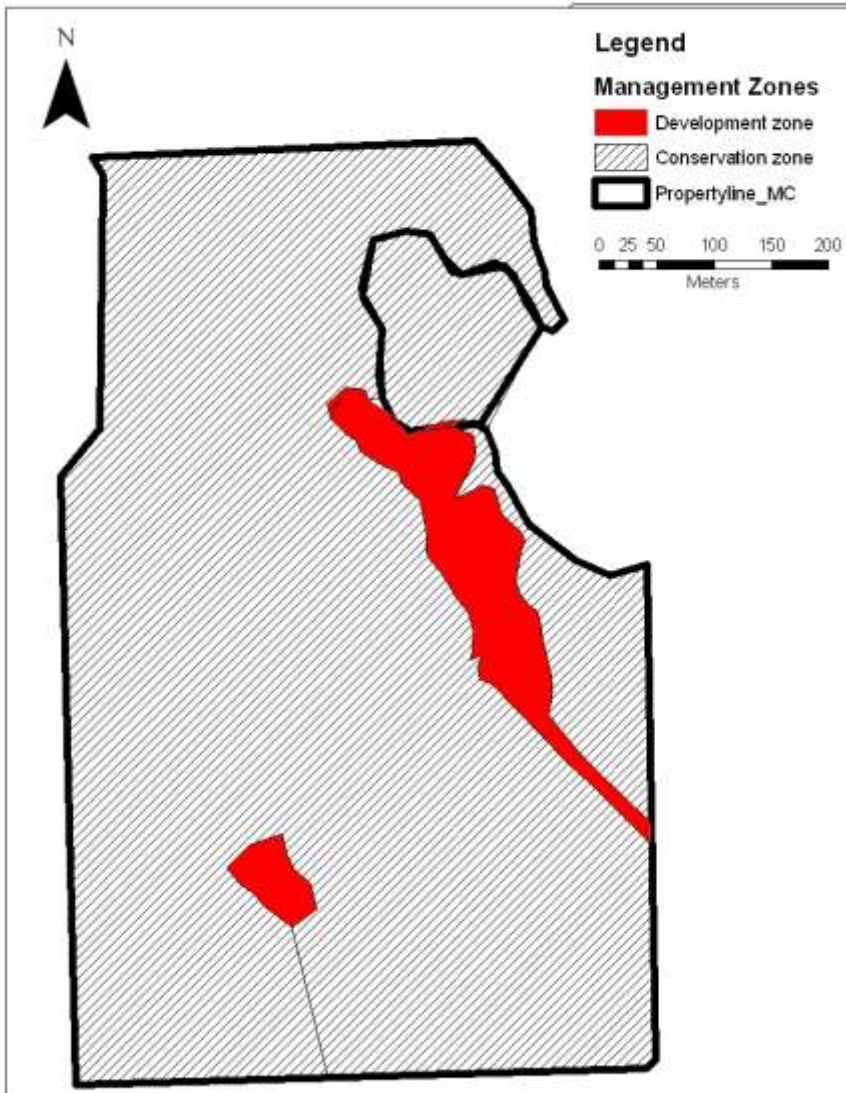 N
Legend
Management Zones
Development zone
Conservation zone
Propertyline_MC
0 25 50 100 150 200
Meters